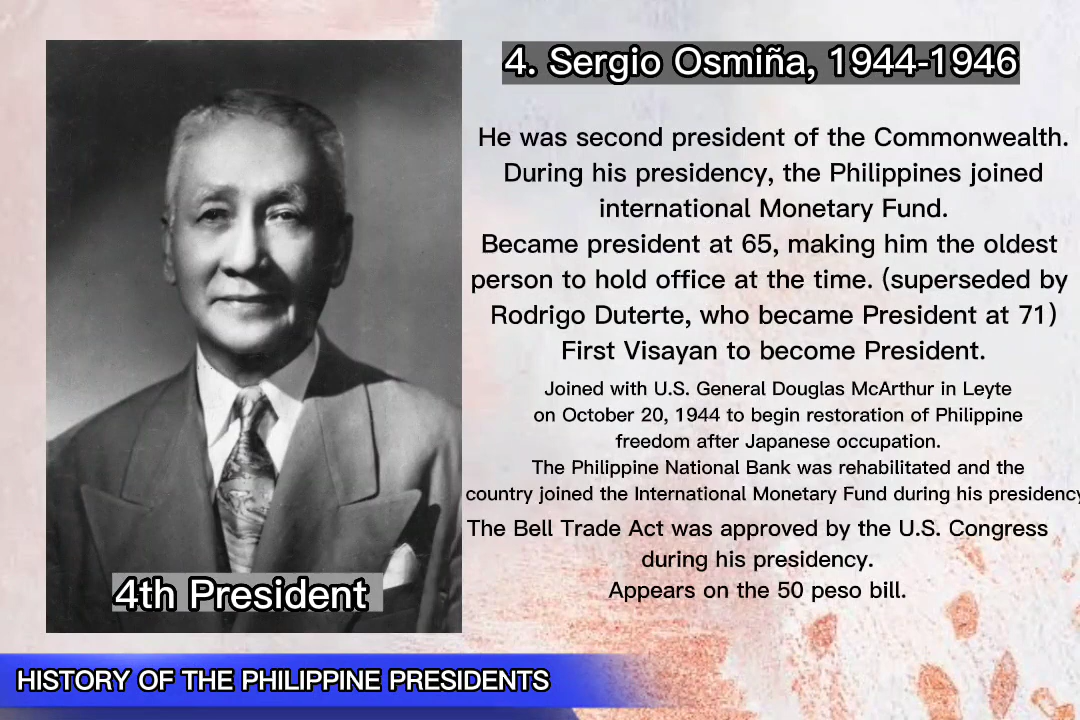 4. Sergio Osmiña, 1944-1946
He was second president of the Commonwealth.
During his presidency, the Philippines joined
international Monetary Fund.
Became president at 65, making him the oldest
person to hold office at the time. (superseded by
Rodrigo Duterte, who became President at 71)
First Visayan to become President.
Joined with U.S. General Douglas McArthur in Leyte
on October 20, 1944 to begin restoration of Philippine
freedom after Japanese occupation.
The Philippine National Bank was rehabilitated and the
country joined the International Monetary Fund during his presidency
The Bell Trade Act was approved by the U.S. Congress
during his presidency.
Appears on the 50 peso bill.
4th President
HISTORY OF THE PHILIPPINE PRESIDENTS